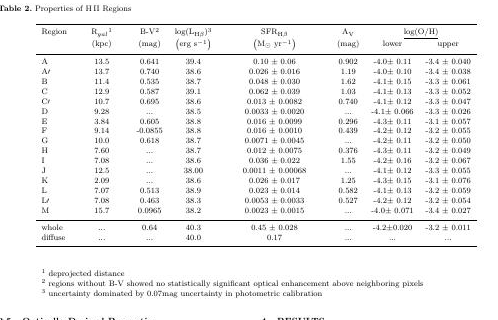 Table 2. Properties of H II Regions
Region R_gal^1 B-V^2 log(L_Hβ)^3 SFR_Hβ A_V log(O/H)
(kpc) (mag) (erg s^−1) (M_⊙ yr^−1) (mag) lower upper
A 13.5 0.641 39.4 0.10 ± 0.06 0.902 -4.0± 0.11 -3.4 ± 0.040
A′ 13.7 0.740 38.6 0.026 ± 0.016 1.19 -4.0± 0.10 -3.4 ± 0.038
B 11.4 0.535 38.7 0.048 ± 0.030 1.62 -4.1± 0.15 -3.3 ± 0.061
C 12.9 0.587 39.1 0.062 ± 0.039 1.03 -4.1± 0.13 -3.3 ± 0.052
C′ 10.7 0.695 38.6 0.013 ± 0.0082 0.740 -4.1± 0.12 -3.3 ± 0.047
D 9.28 ... 38.5 0.0033 ± 0.0020 ... -4.1± 0.066 -3.3 ± 0.026
E 3.84 0.605 38.8 0.016 ± 0.0099 0.296 -4.3± 0.11 -3.1 ± 0.057
F 9.14 -0.0855 38.8 0.016 ± 0.0010 0.439 -4.2± 0.12 -3.2 ± 0.055
G 10.0 0.618 38.7 0.0071 ± 0.0045 ... -4.2± 0.11 -3.2 ± 0.050
H 7.60 ... 38.7 0.012 ± 0.0075 0.376 -4.3± 0.11 -3.2 ± 0.049
I 7.08 ... 38.6 0.036 ± 0.022 1.55 -4.2± 0.16 -3.2 ± 0.067
J 12.5 ... 38.00 0.0011 ± 0.00068 ... -4.1± 0.12 -3.3 ± 0.055
K 2.09 ... 38.6 0.026 ± 0.017 1.25 -4.3± 0.15 -3.1 ± 0.076
L 7.07 0.513 38.9 0.023 ± 0.014 0.582 -4.1± 0.13 -3.2 ± 0.059
L′ 7.08 0.463 38.3 0.0053 ± 0.0033 0.527 -4.2± 0.12 -3.2 ± 0.054
M 15.7 0.0965 38.2 0.0023 ± 0.0015 ... -4.0± 0.071 -3.4 ± 0.027
whole ... 0.64 40.3 0.45 ± 0.028 ... -4.2±0.020 -3.2 ± 0.011
diffuse ... ... 40.0 0.17 ... ... ...
1 deprojected distance
2 regions without B-V showed no statistically significant optical enhancement above neighboring pixels
3 uncertainty dominated by 0.07mag uncertainty in photometric calibration